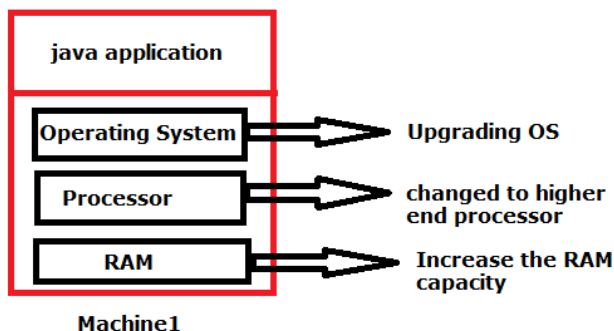 java application
Operating System
Upgrading OS
Processor
changed to higher
end processor
RAM
Increase the RAM
capacity
Machine1